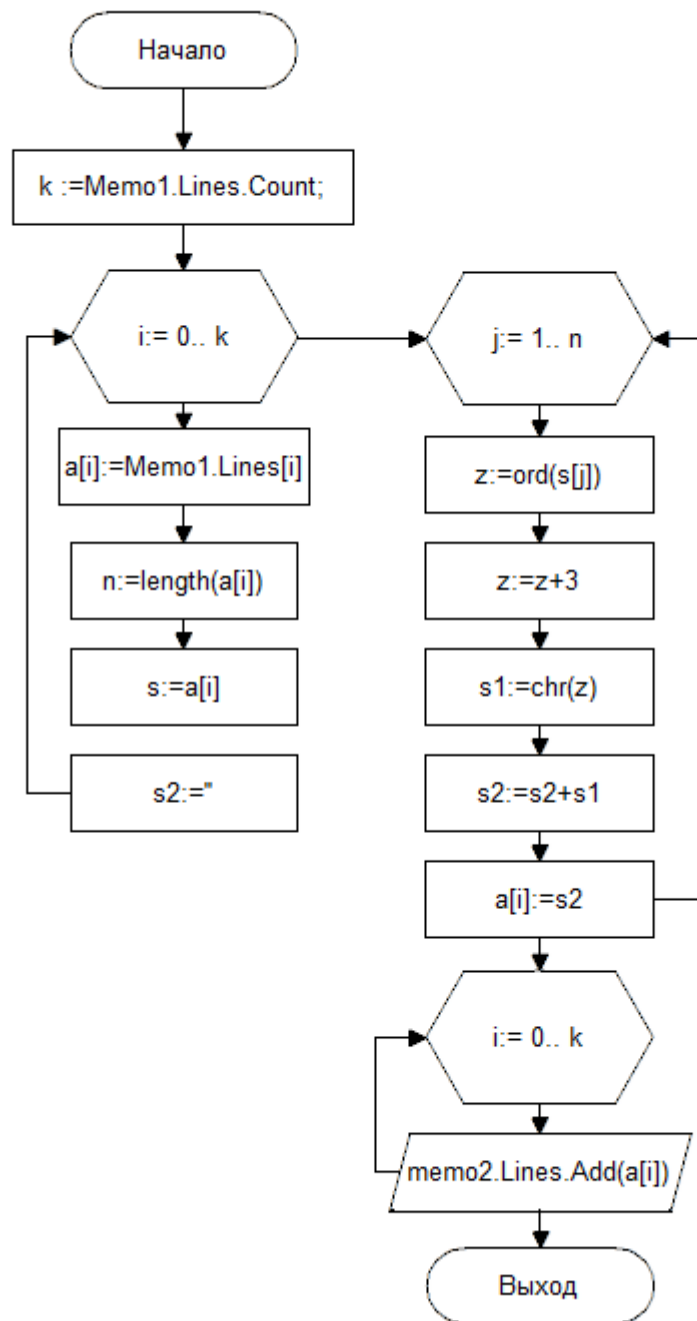 Начало
k :=Memo1.Lines.Count;
i:= 0.. k
a[i]:=Memo1.Lines[i]
n:=length(a[i])
s:=a[i]
s2:=''
j:= 1.. n
z:=ord(s[j])
z:=z+3
s1:=chr(z)
s2:=s2+s1
a[i]:=s2
i:= 0.. k
memo2.Lines.Add(a[i])
Выход